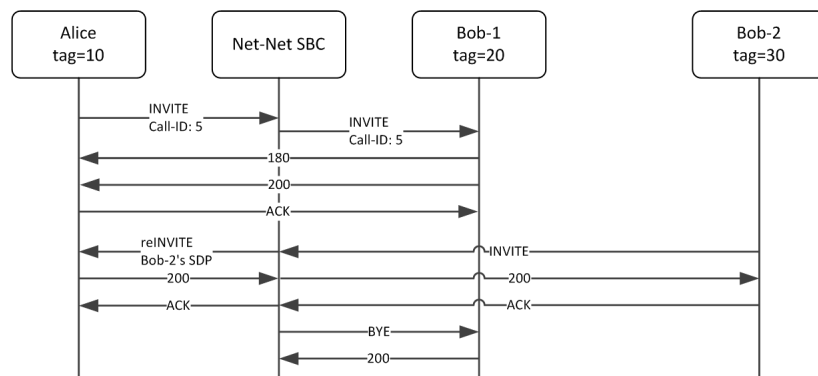 Alice
tag=10
Net-Net SBC
Bob-1
tag=20
Bob-2
tag=30
INVITE
Call-ID: 5
INVITE
Call-ID: 5
180
200
ACK
reINVITE
Bob-2's SDP
INVITE
200
200
ACK
ACK
BYE
200